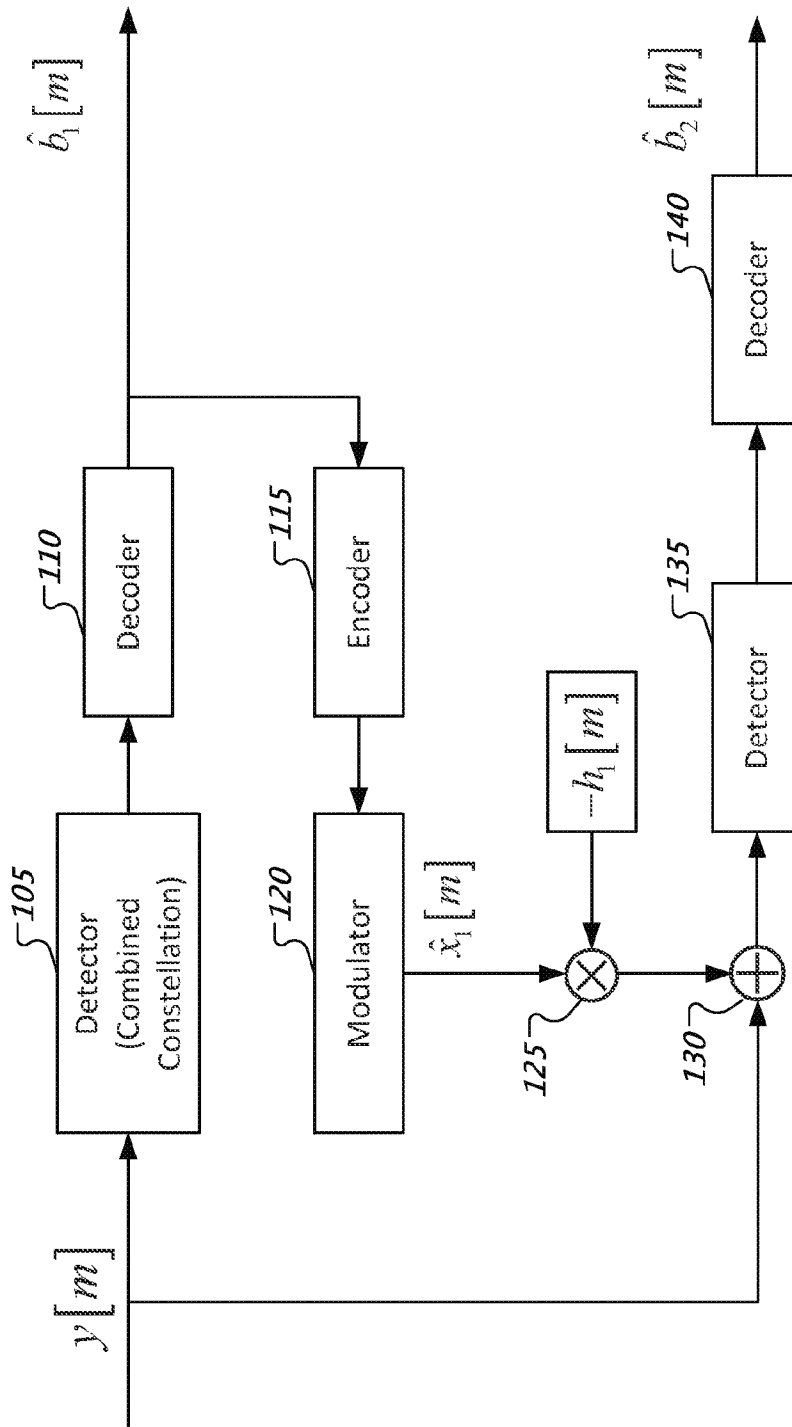 y[m]
105
Detector
(Combined
Constellation)
110
Decoder
b̂₁[m]
115
Encoder
120
Modulator
x̂₁[m]
−h₁[m]
125
130
135
Detector
140
Decoder
b̂₂[m]